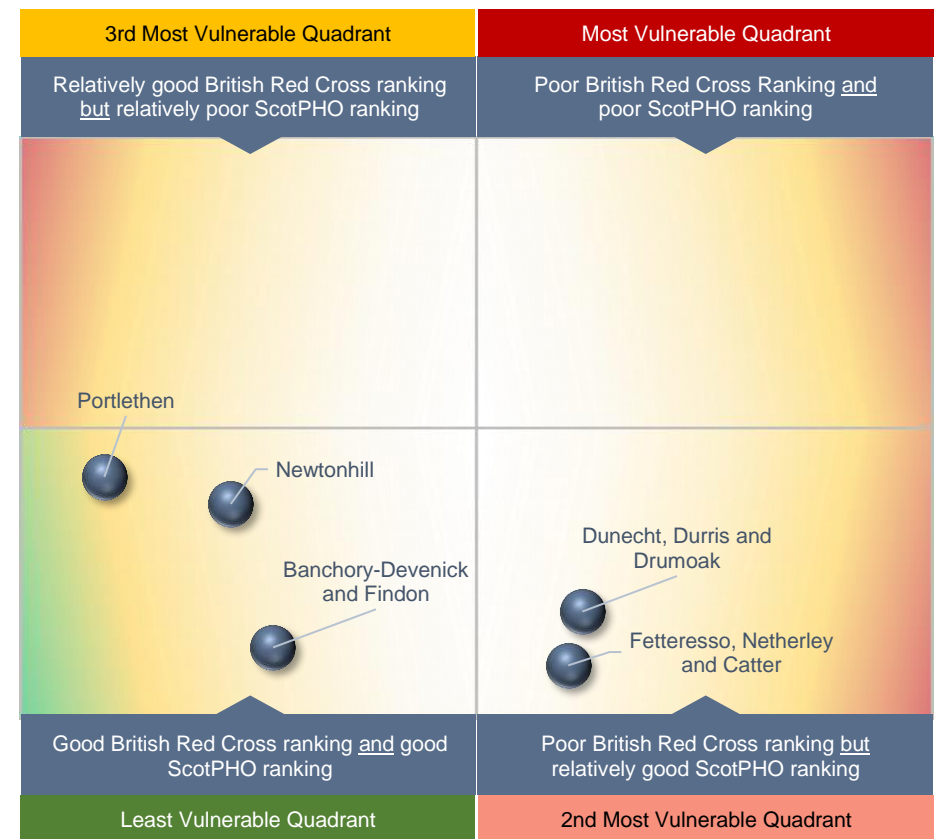 3rd Most Vulnerable Quadrant
Most Vulnerable Quadrant
Relatively good British Red Cross ranking
but relatively poor ScotPHO ranking
Poor British Red Cross Ranking and
poor ScotPHO ranking
Portlethen
Newtonhill
Banchory-Devenick
and Findon
Dunecht, Durris and
Drumoak
Fetteresso, Netherley
and Catter
Good British Red Cross ranking and good
ScotPHO ranking
Poor British Red Cross ranking but
relatively good ScotPHO ranking
Least Vulnerable Quadrant
2nd Most Vulnerable Quadrant